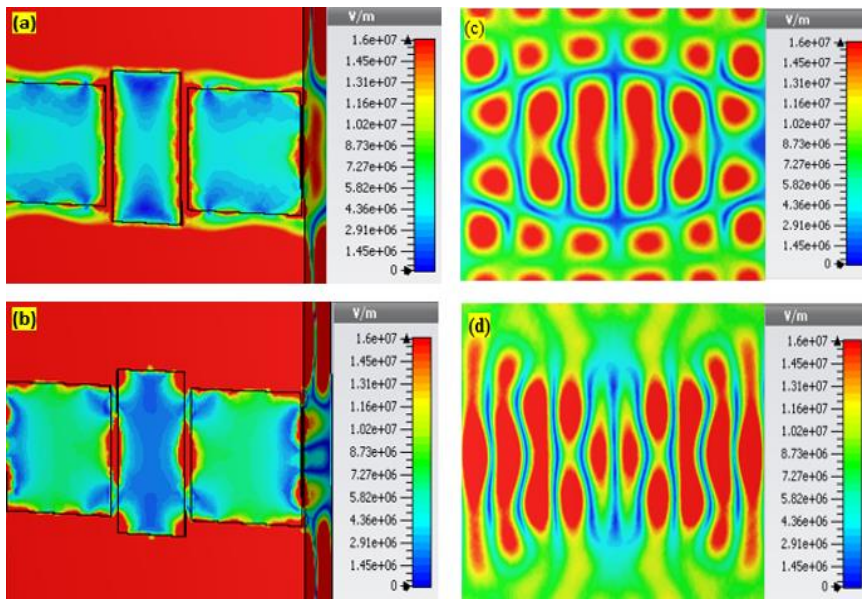 (a)
V/m
1.6e+07
1.45e+07
1.31e+07
1.16e+07
1.02e+07
8.73e+06
7.27e+06
5.82e+06
4.36e+06
2.91e+06
1.45e+06
0
(c)
V/m
1.6e+07
1.45e+07
1.31e+07
1.16e+07
1.02e+07
8.73e+06
7.27e+06
5.82e+06
4.36e+06
2.91e+06
1.45e+06
0
(b)
V/m
1.6e+07
1.45e+07
1.31e+07
1.16e+07
1.02e+07
8.73e+06
7.27e+06
5.82e+06
4.36e+06
2.91e+06
1.45e+06
0
(d)
V/m
1.6e+07
1.45e+07
1.31e+07
1.16e+07
1.02e+07
8.73e+06
7.27e+06
5.82e+06
4.36e+06
2.91e+06
1.45e+06
0